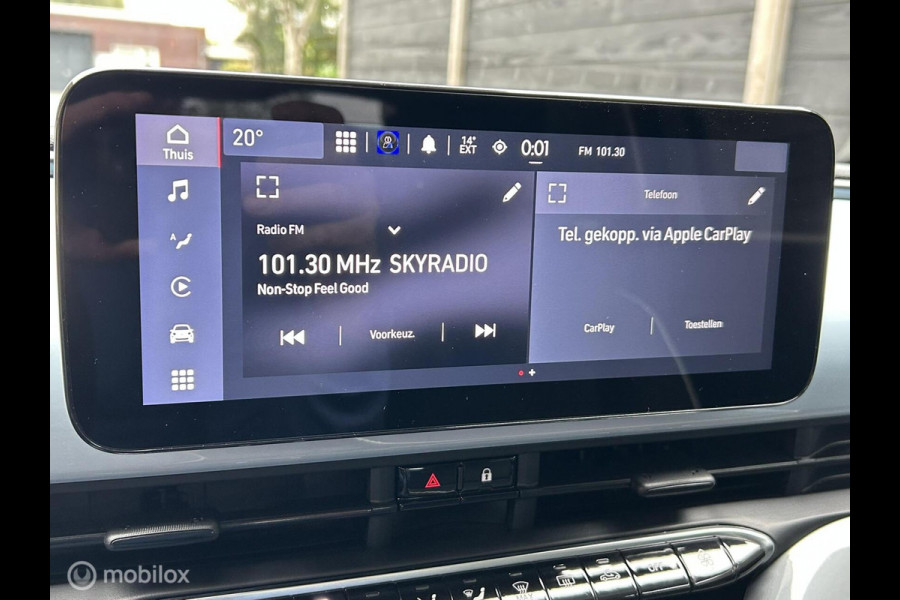 Thuis
20°
14°
EXT
0:01
FM 101.30
Telefoon
Radio FM
101.30 MHz SKYRADIO
Non-Stop Feel Good
Voorkeuz.
Tel. gekopp. via Apple CarPlay
CarPlay
Toestellen
A
OFF
mobilox